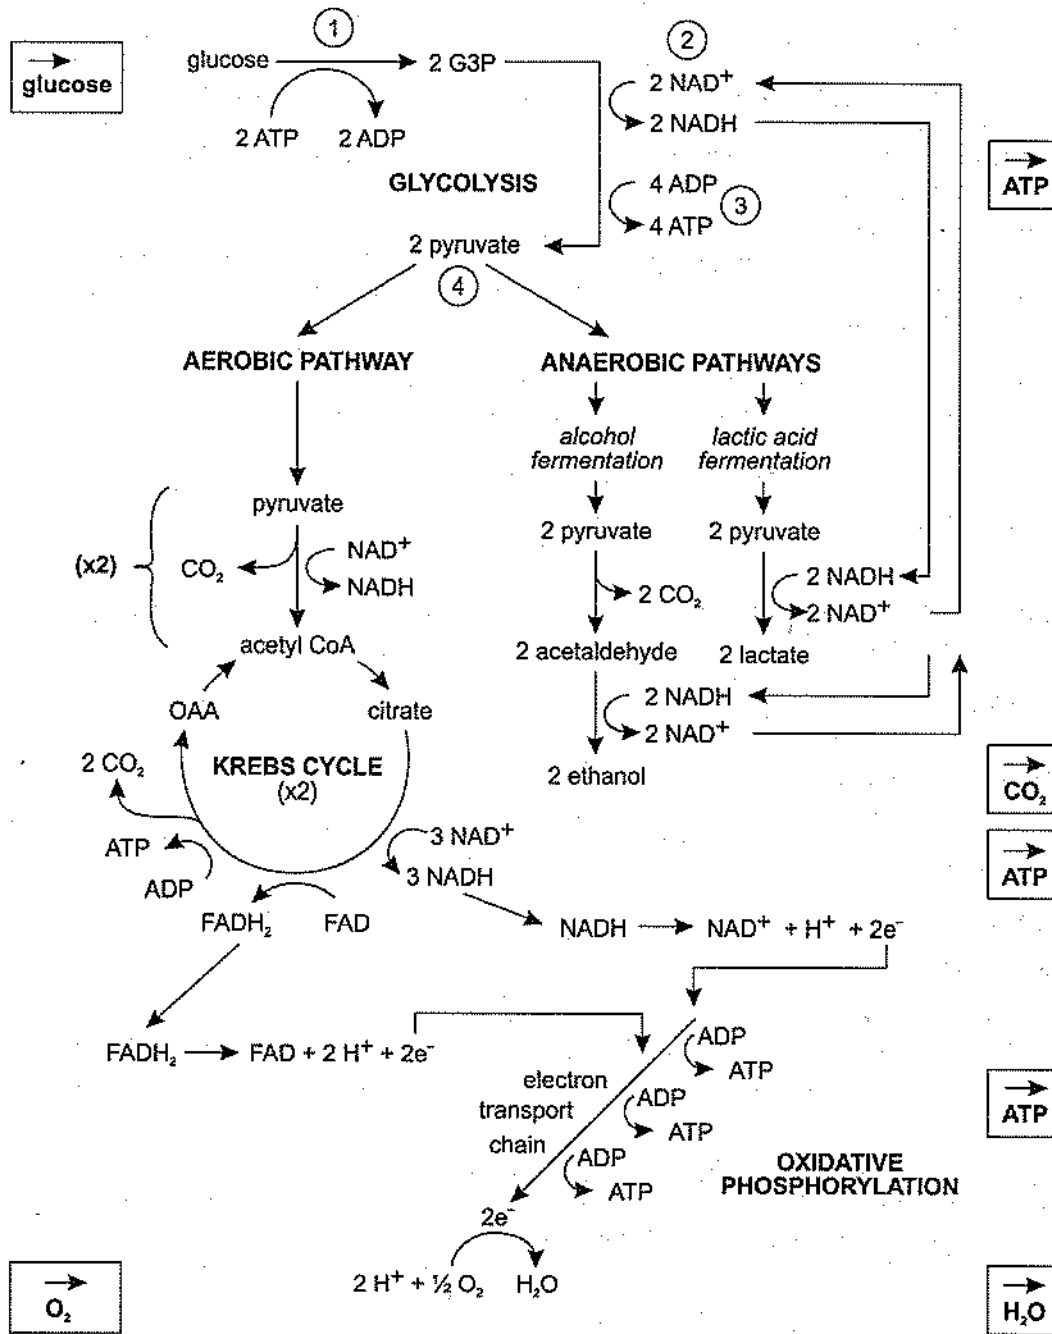 ①
glucose
glucose
2 G3P
2 ATP
2 ADP
②
2 NAD⁺
2 NADH
ATP
GLYCOLYSIS
4 ADP
③
4 ATP
2 pyruvate
④
AEROBIC PATHWAY
ANAEROBIC PATHWAYS
alcohol
fermentation
lactic acid
fermentation
pyruvate
2 pyruvate
2 pyruvate
(x2)
CO₂
NAD⁺
NADH
2 CO₂
2 NADH
2 NAD⁺
acetyl CoA
2 acetaldehyde
2 lactate
OAA
citrate
2 NADH
2 NAD⁺
2 CO₂
KREBS CYCLE
(x2)
2 ethanol
CO₂
ATP
ADP
3 NAD⁺
3 NADH
ATP
FADH₂
FAD
NADH
NAD⁺ + H⁺ + 2e⁻
FADH₂
FAD + 2 H⁺ + 2e⁻
electron
transport
chain
ADP
ATP
ADP
ATP
ADP
ATP
ATP
OXIDATIVE
PHOSPHORYLATION
2e⁻
2 H⁺ + ½ O₂
H₂O
O₂
H₂O